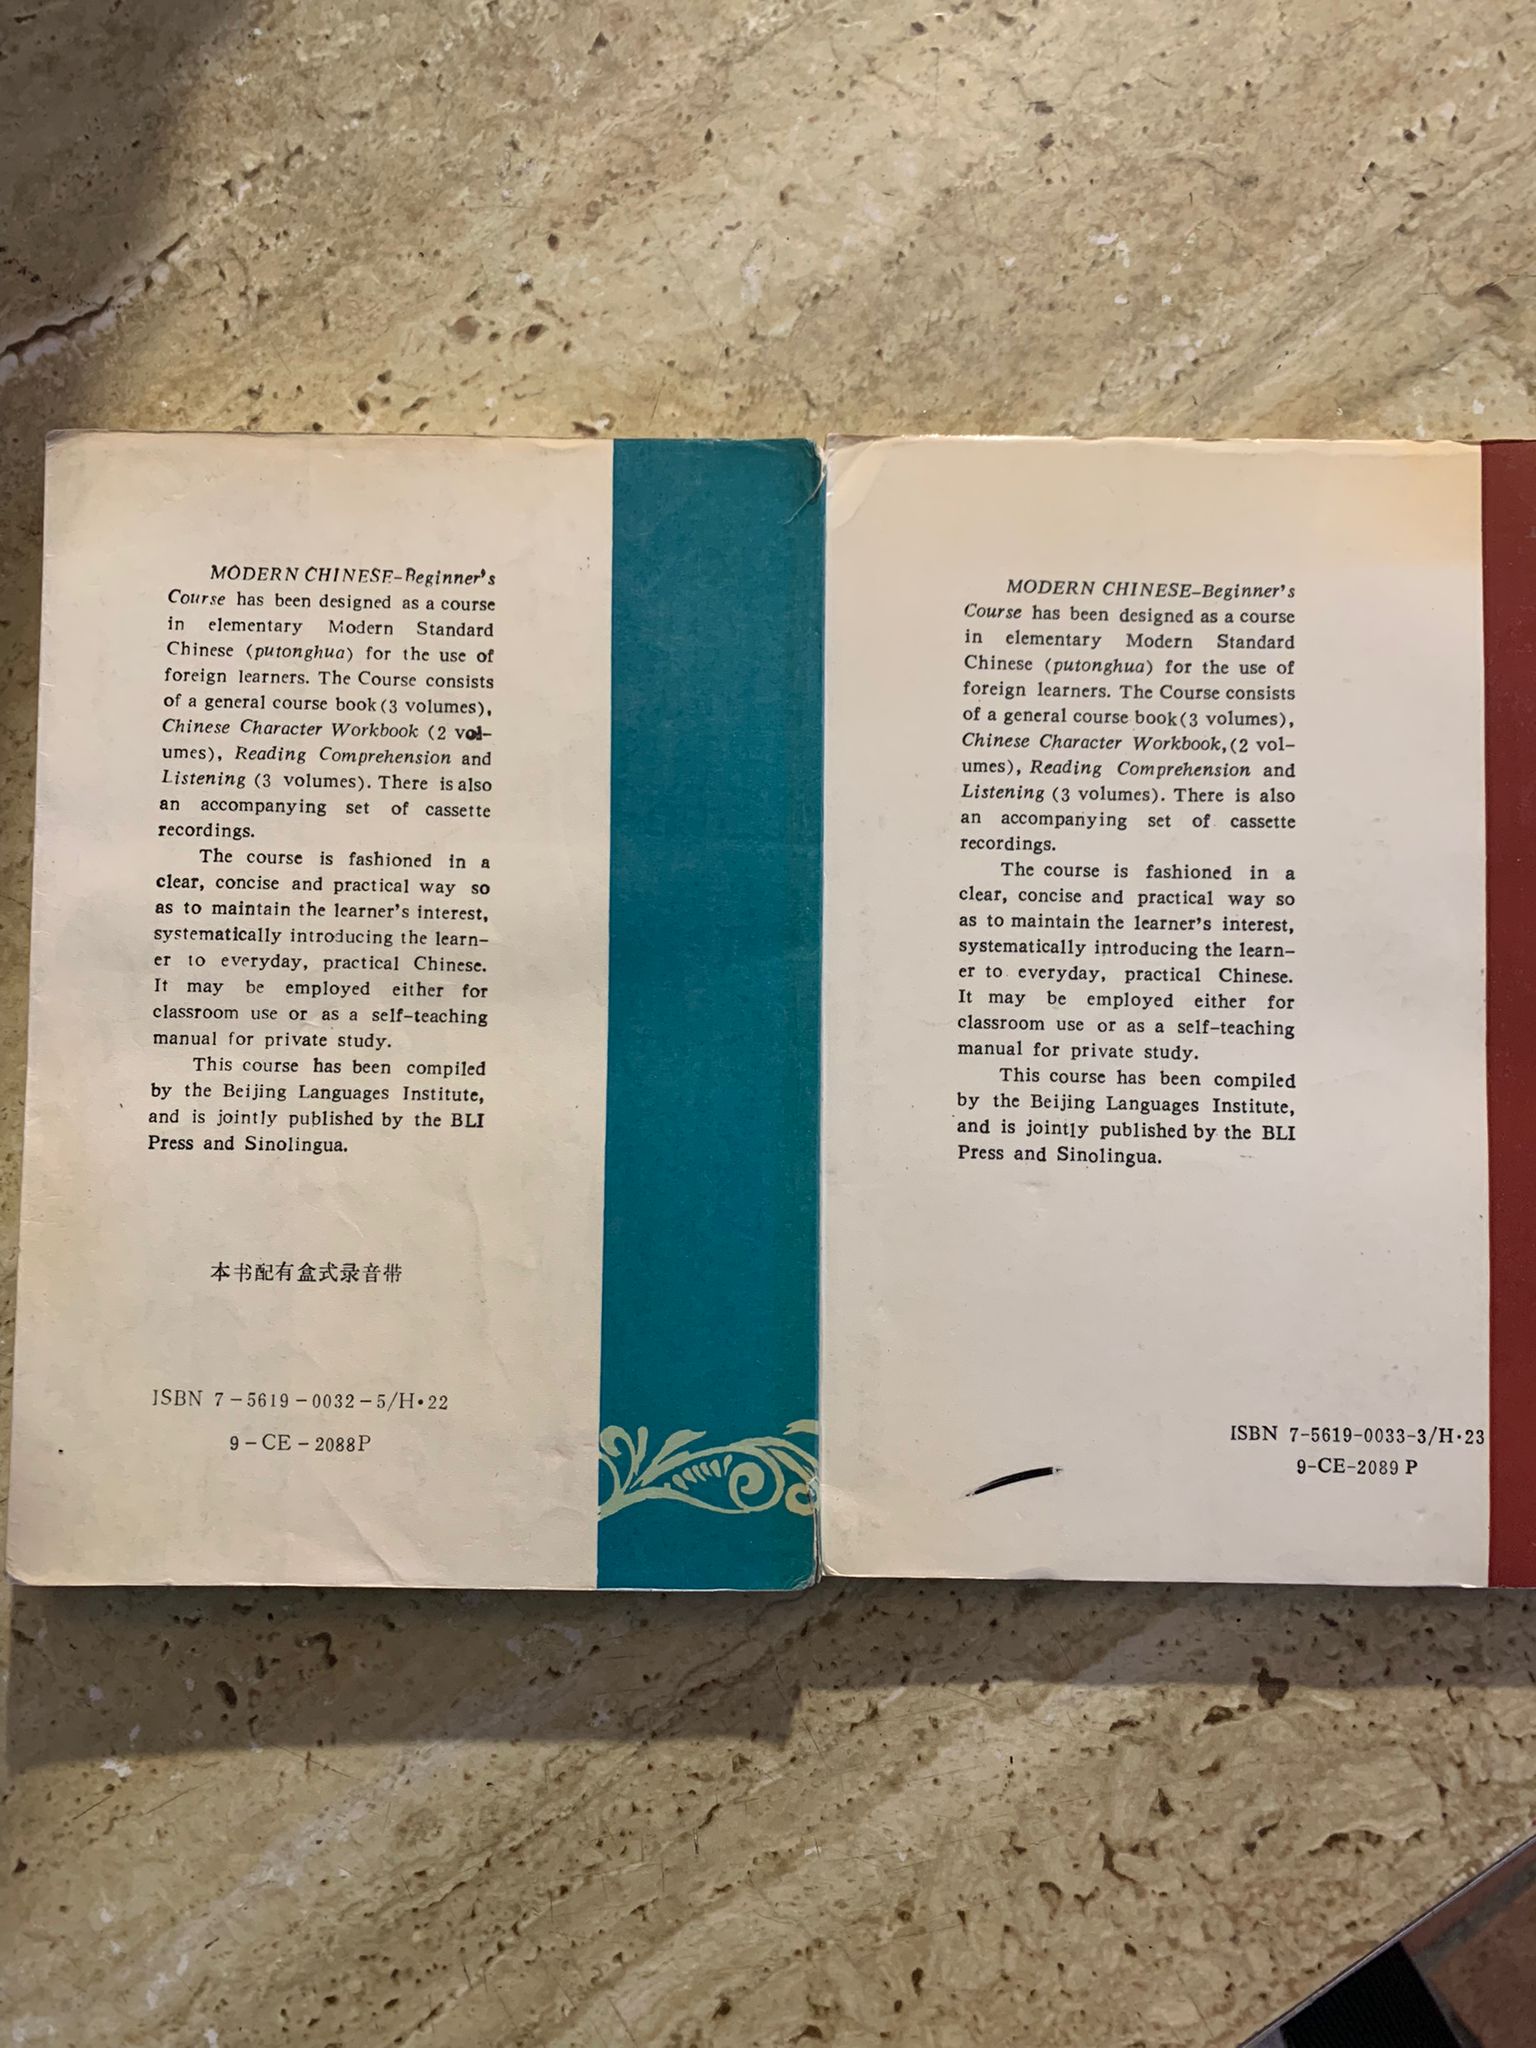 MODERN CHINESE-Beginner's
Course has been designed as a course
in elementary Modern Standard
Chinese (putonghua) for the use of
foreign learners. The Course consists
of a general course book (3 volumes),
Chinese Character Workbook (2 vol-
umes), Reading Comprehension and
Listening (3 volumes). There is also
an accompanying set of cassette
recordings.
The course is fashioned in a
clear, concise and practical way so
as to maintain the learner's interest,
systematically introducing the learn-
er to everyday, practical Chinese.
It may be employed either for
classroom use or as a self-teaching
manual for private study.
This course has been compiled
by the Beijing Languages Institute,
and is jointly published by the BLI
Press and Sinolingua.
本书配有盒式录音带
ISBN 7-5619-0032-5/H·22
9-CE-2088P
MODERN CHINESE-Beginner's
Course has been designed as a course
in elementary Modern Standard
Chinese (putonghua) for the use of
foreign learners. The Course consists
of a general course book (3 volumes),
Chinese Character Workbook, (2 vol-
umes), Reading Comprehension and
Listening (3 volumes). There is also
an accompanying set of cassette
recordings.
The course is fashioned in a
clear, concise and practical way so
as to maintain the learner's interest,
systematically introducing the learn-
er to everyday, practical Chinese.
It may be employed either for
classroom use or as a self-teaching
manual for private study.
This course has been compiled
by the Beijing Languages Institute,
and is jointly published by the BLI
Press and Sinolingua.
ISBN 7-5619-0033-3/H·23
9-CE-2089 P